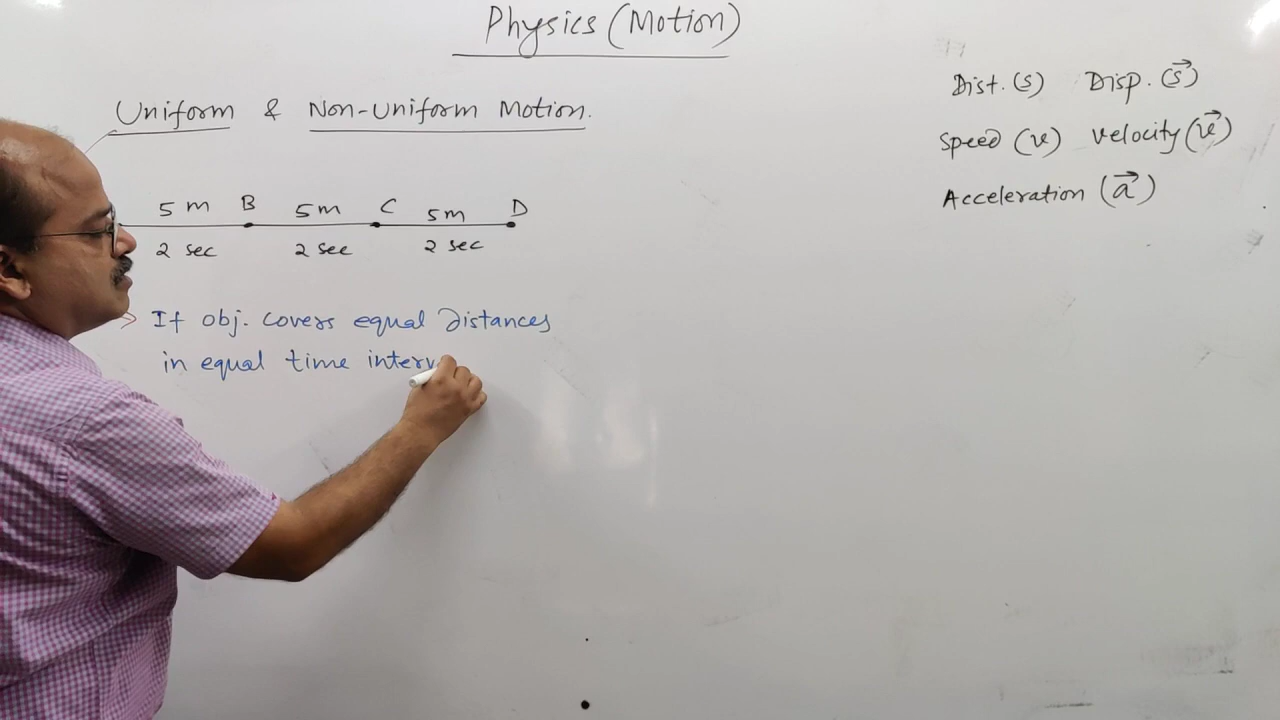 Physics (Motion)
Uniform & Non-Uniform Motion.
Dist. (s) Disp. (s⃗)
Speed (v) Velocity (v⃗)
Acceleration (a⃗)
5 m B 5m C 5m D
2 sec 2 sec 2 sec
If obj. covers equal Distances
in equal time interv